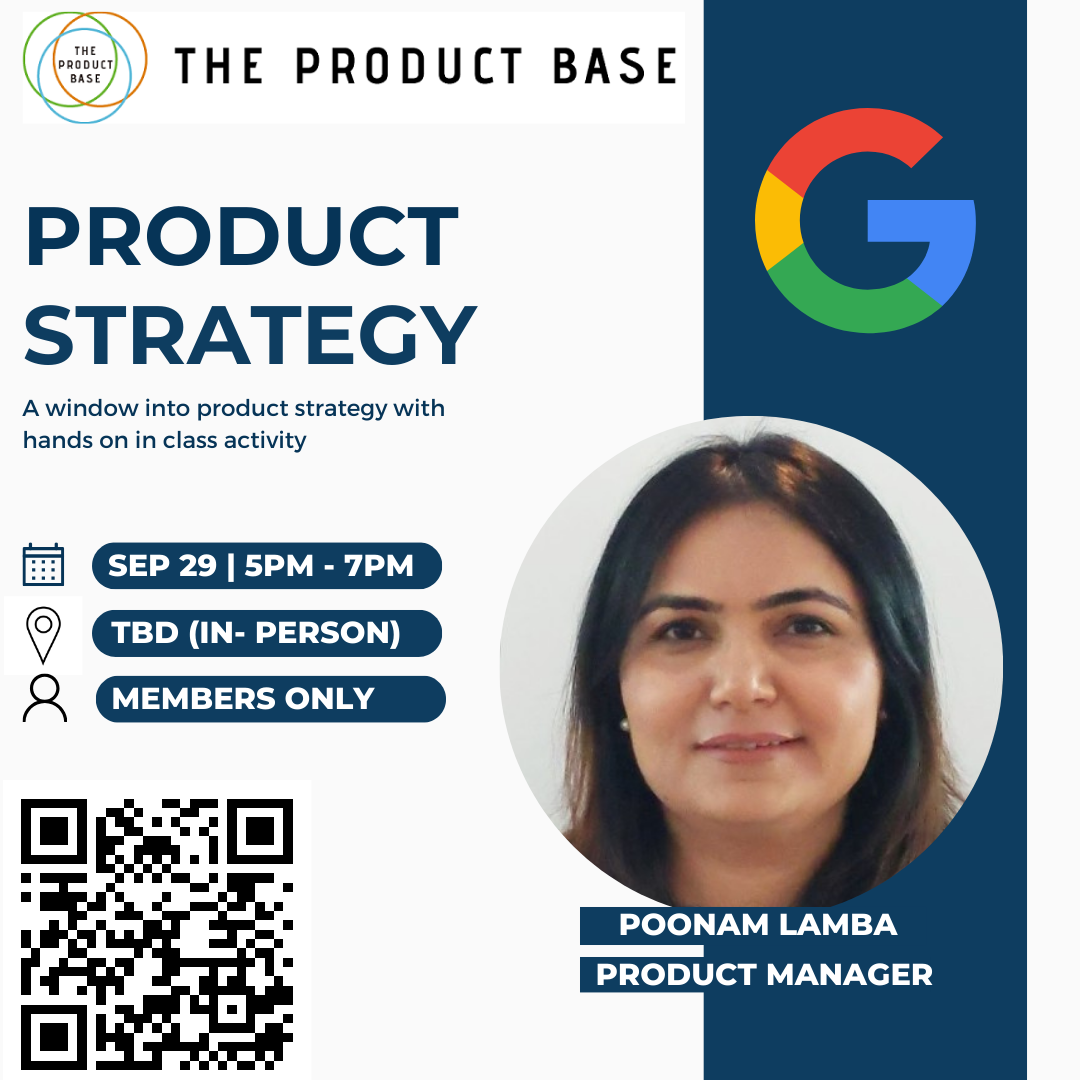 THE
PRODUCT
BASE
THE PRODUCT BASE
PRODUCT
STRATEGY
A window into product strategy with
hands on in class activity
SEP 29 | 5PM - 7PM
TBD (IN- PERSON)
MEMBERS ONLY
POONAM LAMBA
PRODUCT MANAGER